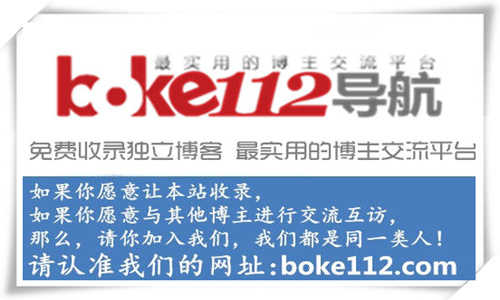 最实用的博主交流平台
boke112导航
免费收录独立博客 最实用的博主交流平台
如果你愿意让本站收录,
如果你愿意与其他博主进行交流互访,
那么, 请你加入我们, 我们都是同一类人!
请认准我们的网址:boke112.com